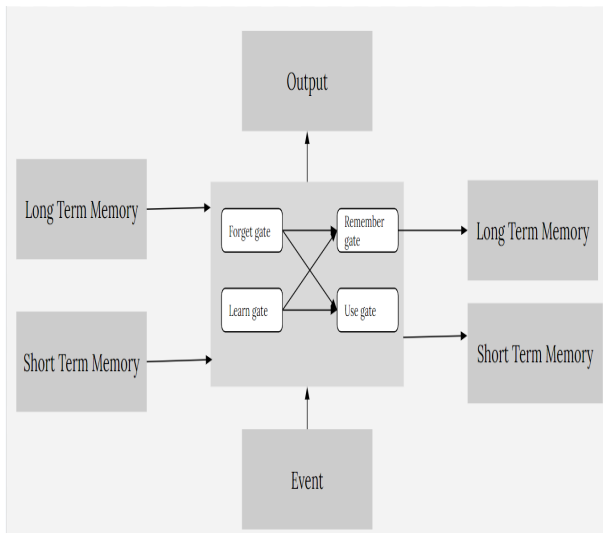 Output
Long Term Memory
Forget gate
Remember
gate
Long Term Memory
Learn gate
Use gate
Short Term Memory
Short Term Memory
Event